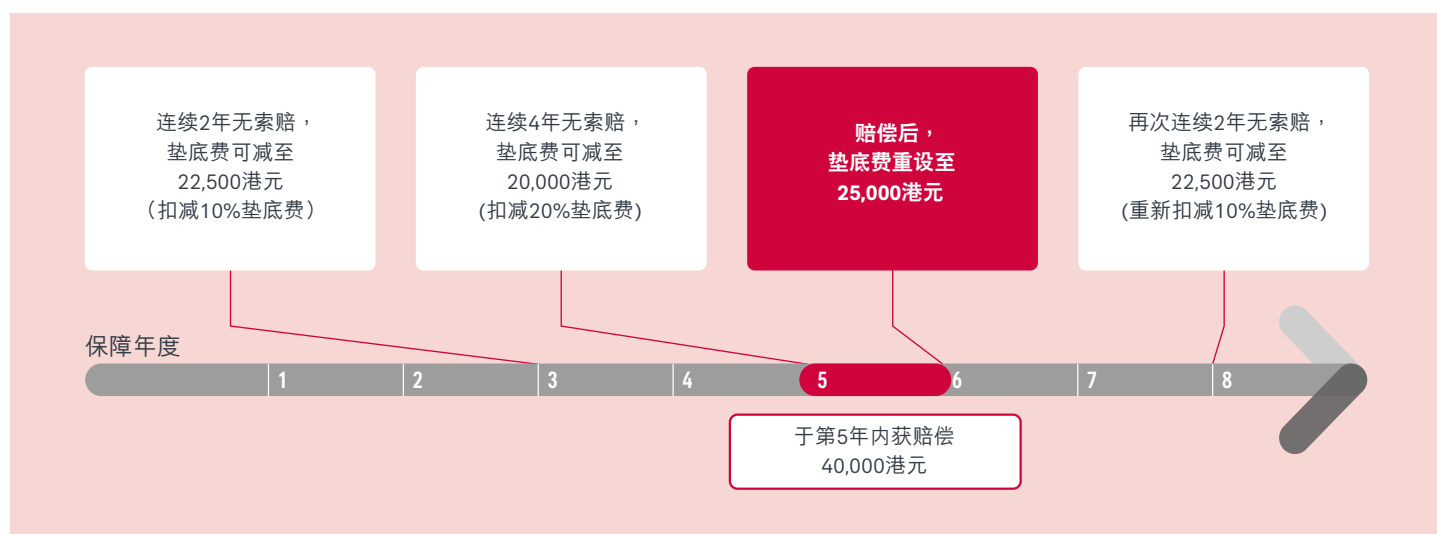 连续2年无索赔，
垫底费可减至
22,500港元
（扣减10%垫底费）
连续4年无索赔，
垫底费可减至
20,000港元
(扣减20%垫底费)
赔偿后，
垫底费重设至
25,000港元
再次连续2年无索赔，
垫底费可减至
22,500港元
(重新扣减10%垫底费)
保障年度
1 2 3 4 5 6 7 8
于第5年内获赔偿
40,000港元